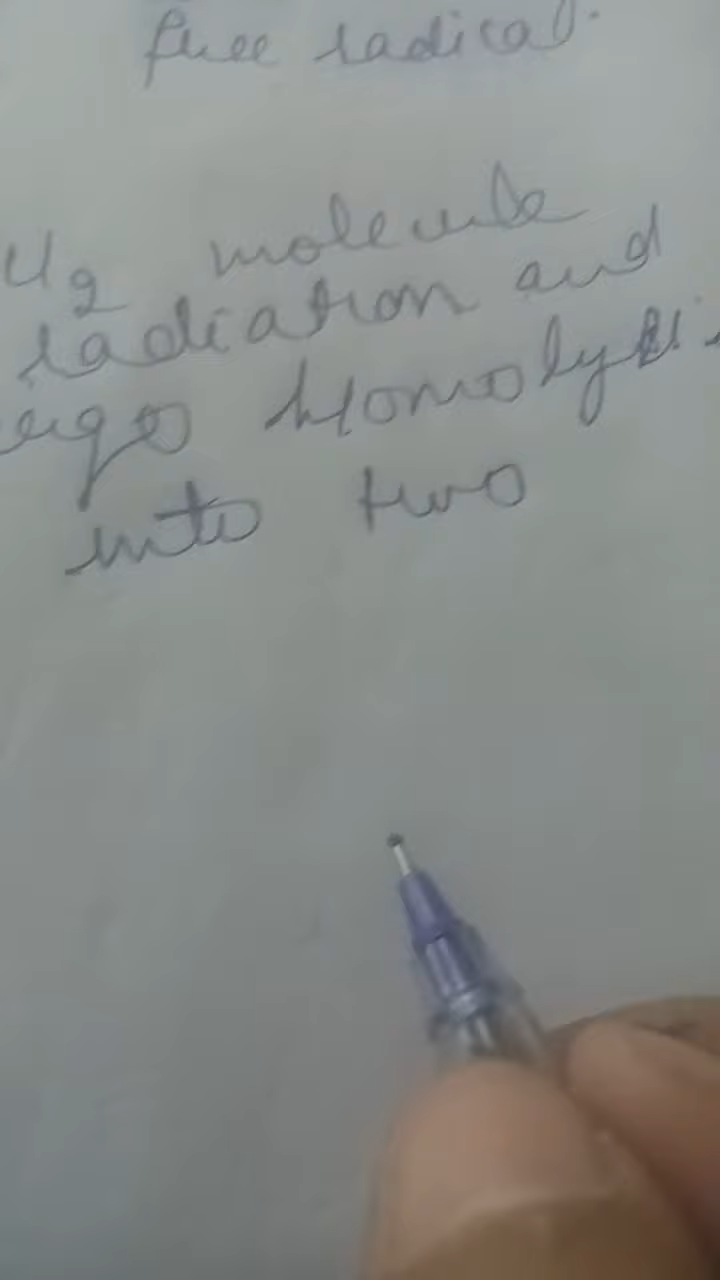 free radical.
molecule
radiation and
Homolysis
into two